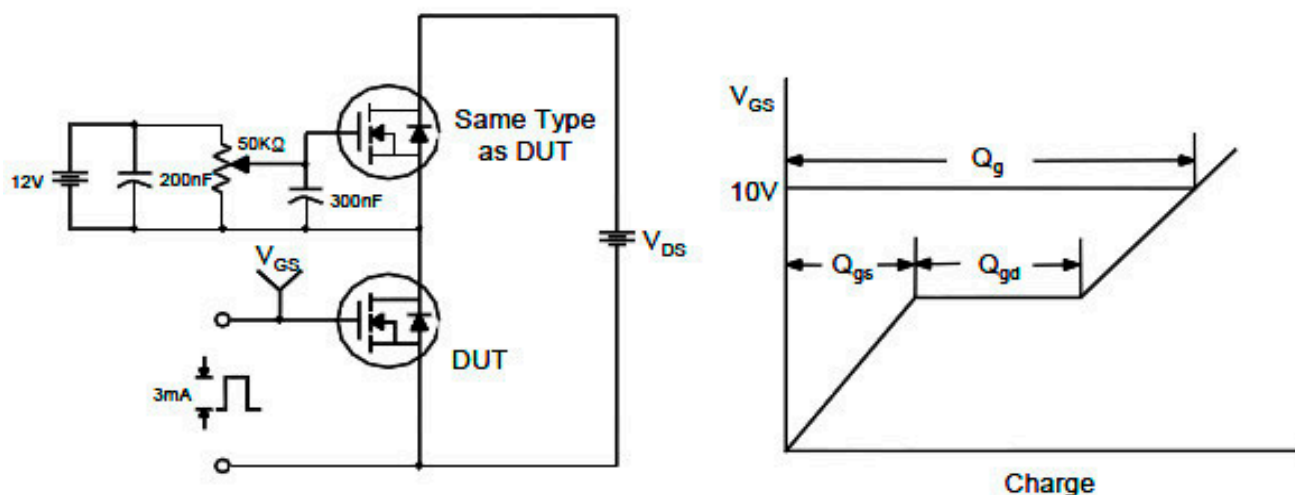 12V
200nF
50KΩ
300nF
Same Type
as DUT
V_DS
V_GS
DUT
3mA
V_GS
10V
Q_g
Q_gs
Q_gd
Charge